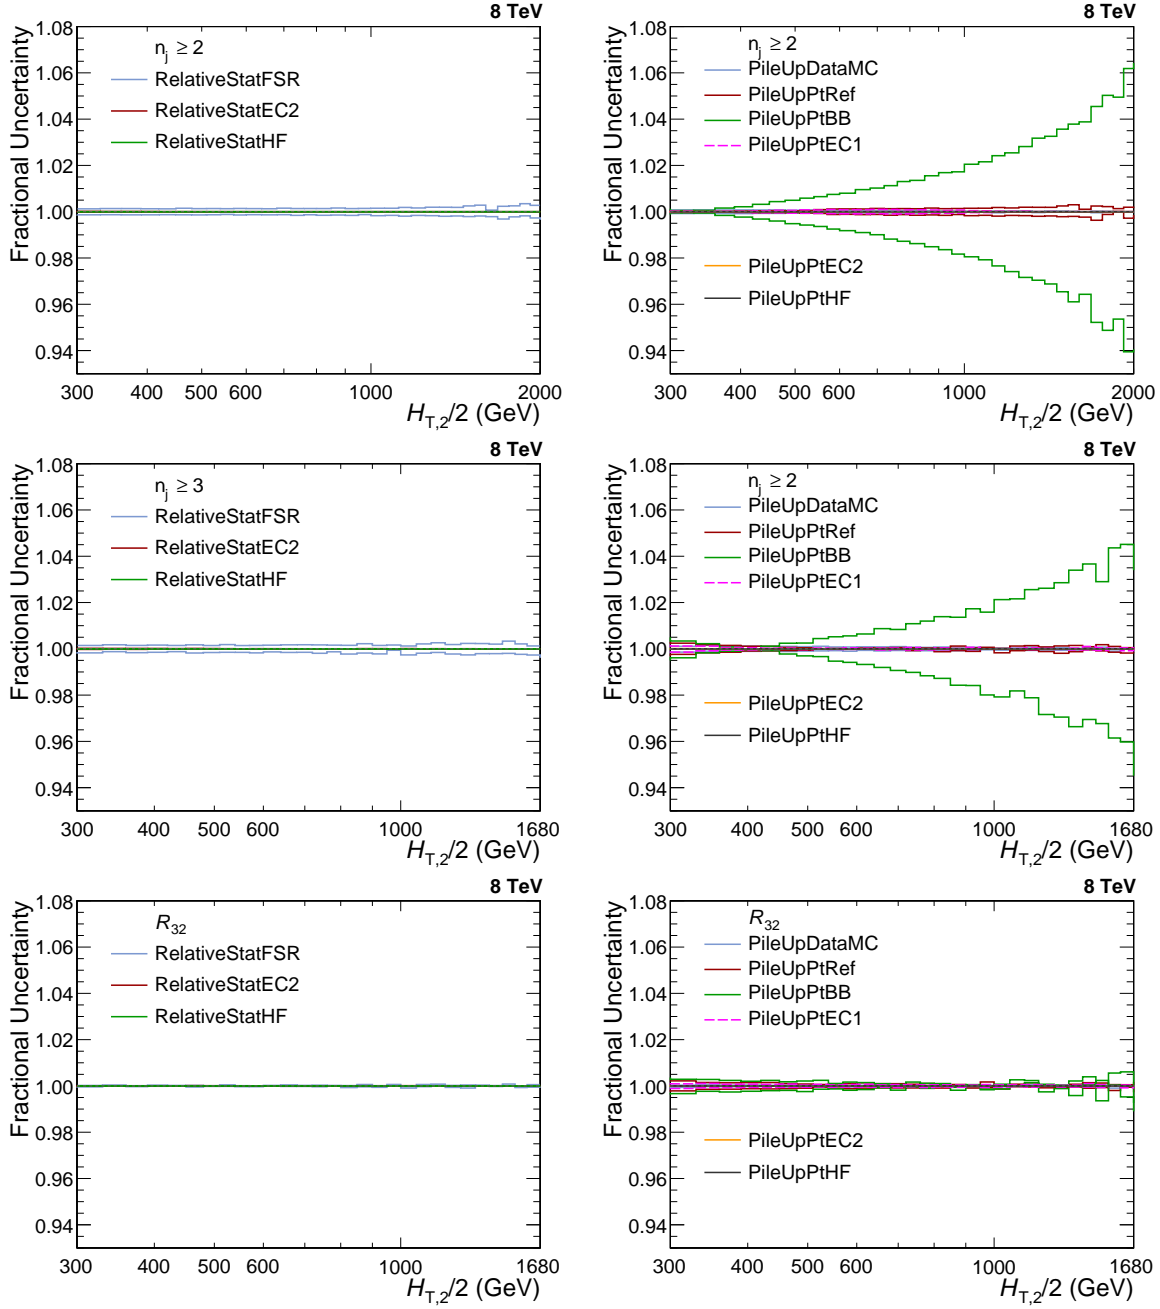 8 TeV
Fractional Uncertainty
1.08
1.06
1.04
1.02
1.00
0.98
0.96
0.94
n_j ≥ 2
RelativeStatFSR
RelativeStatEC2
RelativeStatHF
300 400 500 600 1000 2000
H_T,2/2 (GeV)
8 TeV
Fractional Uncertainty
1.08
1.06
1.04
1.02
1.00
0.98
0.96
0.94
n_j ≥ 2
PileUpDataMC
PileUpPtRef
PileUpPtBB
PileUpPtEC1
PileUpPtEC2
PileUpPtHF
300 400 500 600 1000 2000
H_T,2/2 (GeV)
8 TeV
Fractional Uncertainty
1.08
1.06
1.04
1.02
1.00
0.98
0.96
0.94
n_j ≥ 3
RelativeStatFSR
RelativeStatEC2
RelativeStatHF
300 400 500 600 1000 1680
H_T,2/2 (GeV)
8 TeV
Fractional Uncertainty
1.08
1.06
1.04
1.02
1.00
0.98
0.96
0.94
n_j ≥ 2
PileUpDataMC
PileUpPtRef
PileUpPtBB
PileUpPtEC1
PileUpPtEC2
PileUpPtHF
300 400 500 600 1000 1680
H_T,2/2 (GeV)
8 TeV
Fractional Uncertainty
1.08
1.06
1.04
1.02
1.00
0.98
0.96
0.94
R_32
RelativeStatFSR
RelativeStatEC2
RelativeStatHF
300 400 500 600 1000 1680
H_T,2/2 (GeV)
8 TeV
Fractional Uncertainty
1.08
1.06
1.04
1.02
1.00
0.98
0.96
0.94
R_32
PileUpDataMC
PileUpPtRef
PileUpPtBB
PileUpPtEC1
PileUpPtEC2
PileUpPtHF
300 400 500 600 1000 1680
H_T,2/2 (GeV)